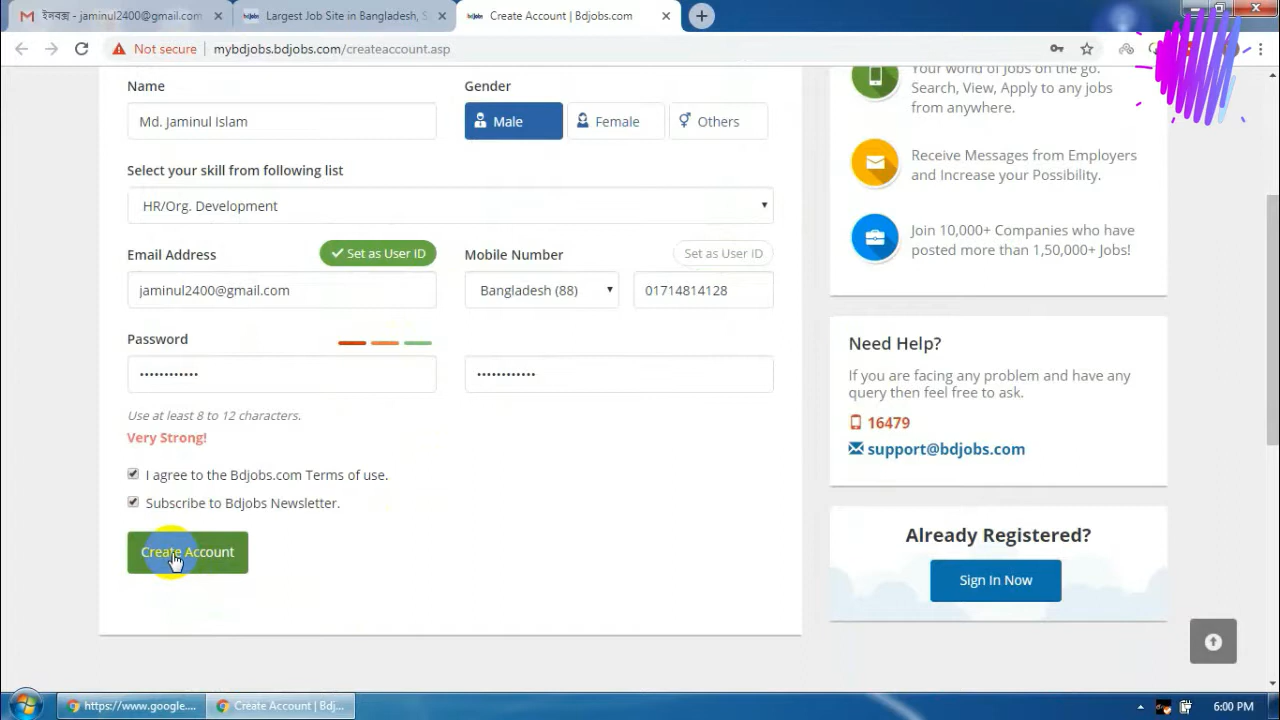 ইনবক্স - jaminul2400@gmail.com
Largest Job Site in Bangladesh, S
Create Account | Bdjobs.com
Not secure
mybdjobs.bdjobs.com/createaccount.asp
Name
Gender
Md. Jaminul Islam
Male
Female
Others
Select your skill from following list
HR/Org. Development
Email Address
Set as User ID
Mobile Number
Set as User ID
jaminul2400@gmail.com
Bangladesh (88)
01714814128
Password
••••••••••••
••••••••••••
Use at least 8 to 12 characters.
Very Strong!
I agree to the Bdjobs.com Terms of use.
Subscribe to Bdjobs Newsletter.
Create Account
Your world of Jobs on the go.
Search, View, Apply to any jobs
from anywhere.
Receive Messages from Employers
and Increase your Possibility.
Join 10,000+ Companies who have
posted more than 1,50,000+ Jobs!
Need Help?
If you are facing any problem and have any
query then feel free to ask.
16479
support@bdjobs.com
Already Registered?
Sign In Now
https://www.google....
Create Account | Bdj...
6:00 PM